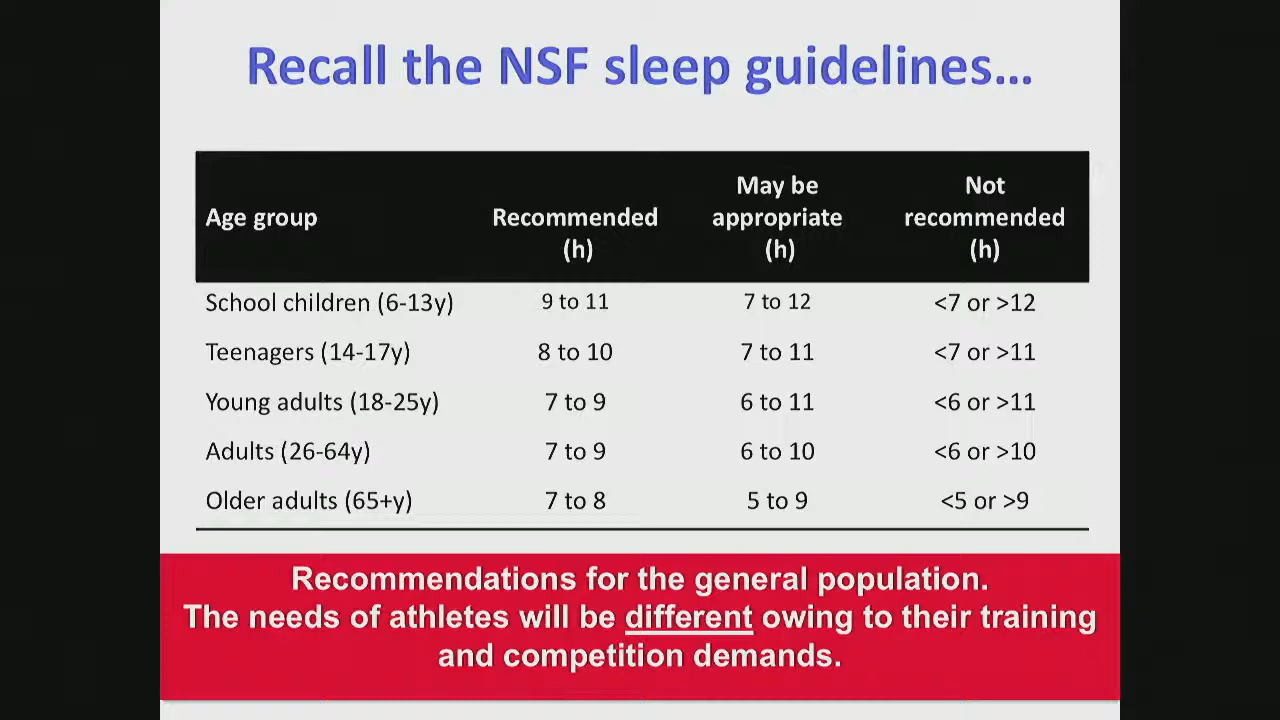 Recall the NSF sleep guidelines…
Age group Recommended (h) May be appropriate (h) Not recommended (h)
School children (6-13y) 9 to 11 7 to 12 <7 or >12
Teenagers (14-17y) 8 to 10 7 to 11 <7 or >11
Young adults (18-25y) 7 to 9 6 to 11 <6 or >11
Adults (26-64y) 7 to 9 6 to 10 <6 or >10
Older adults (65+y) 7 to 8 5 to 9 <5 or >9
Recommendations for the general population.
The needs of athletes will be different owing to their training
and competition demands.